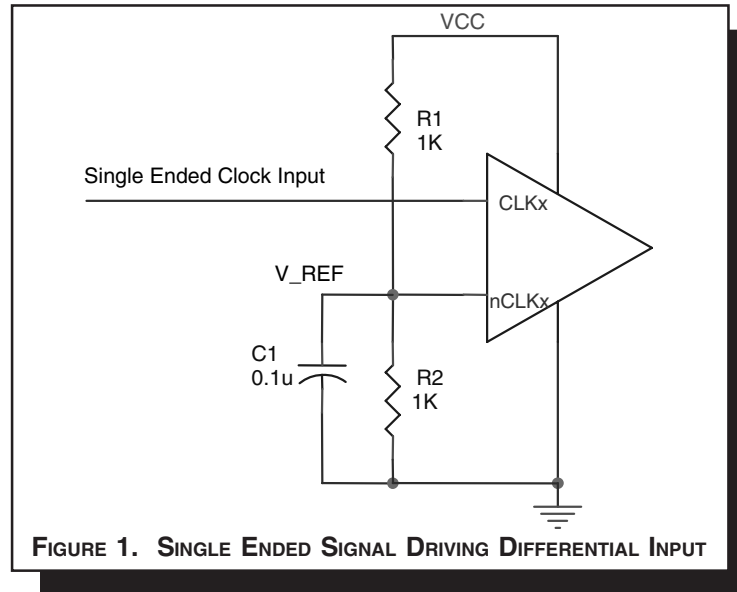 VCC
R1
1K
Single Ended Clock Input
CLKx
V_REF
nCLKx
C1
0.1u
R2
1K
FIGURE 1. SINGLE ENDED SIGNAL DRIVING DIFFERENTIAL INPUT